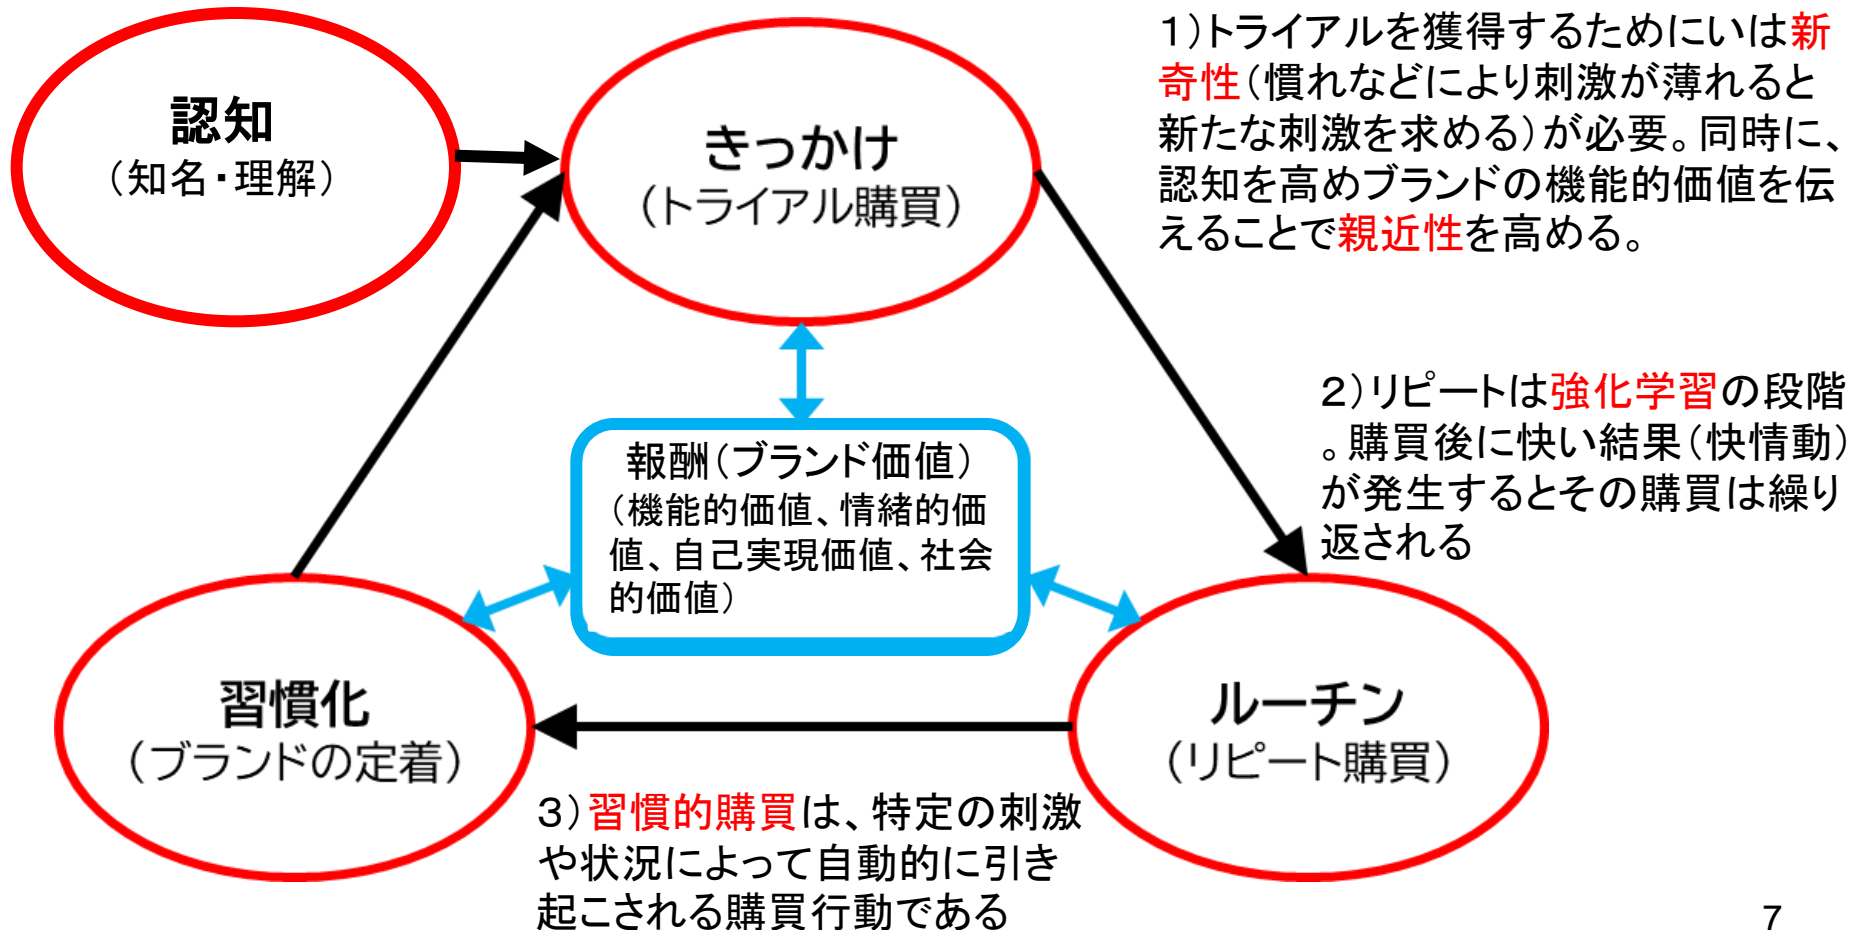 認知
（知名・理解）
きっかけ
（トライアル購買）
1）トライアルを獲得するためにいは新
奇性（慣れなどにより刺激が薄れると
新たな刺激を求める）が必要。同時に、
認知を高めブランドの機能的価値を伝
えることで親近性を高める。
2）リピートは強化学習の段階
。購買後に快い結果（快情動）
が発生するとその購買は繰り
返される
報酬（ブランド価値）
（機能的価値、情緒的価
値、自己実現価値、社会
的価値）
習慣化
（ブランドの定着）
ルーチン
（リピート購買）
3）習慣的購買は、特定の刺激
や状況によって自動的に引き
起こされる購買行動である
7